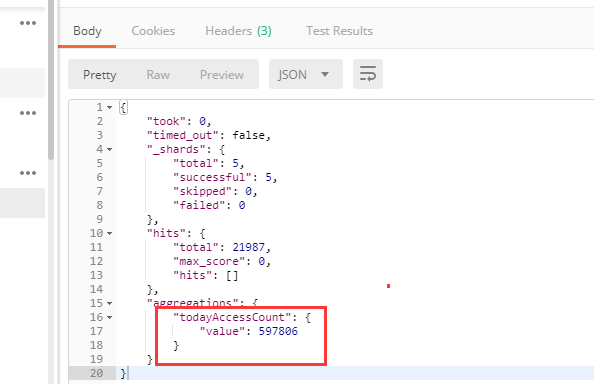 Body Cookies Headers (3) Test Results
Pretty Raw Preview JSON
1 {
2 "took": 0,
3 "timed_out": false,
4 "_shards": {
5 "total": 5,
6 "successful": 5,
7 "skipped": 0,
8 "failed": 0
9 },
10 "hits": {
11 "total": 21987,
12 "max_score": 0,
13 "hits": []
14 },
15 "aggregations": {
16 "todayAccessCount": {
17 "value": 597806
18 }
19 }
20 }